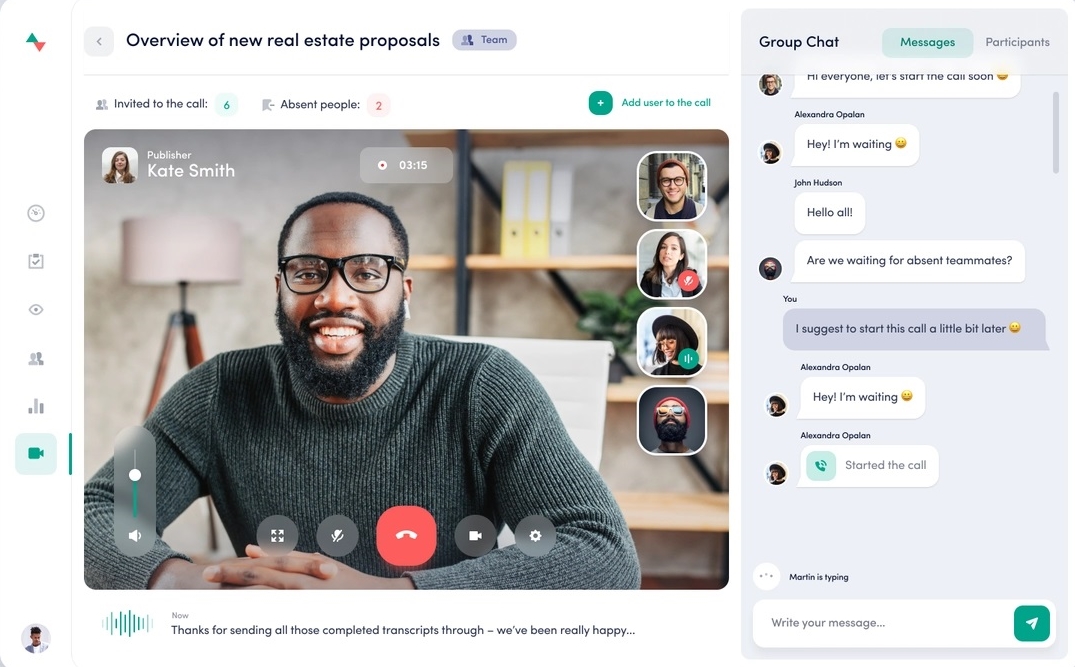 Overview of new real estate proposals
Team
Invited to the call: 6
Absent people: 2
+ Add user to the call
Publisher
Kate Smith
03:15
Now
Thanks for sending all those completed transcripts through – we've been really happy...
Group Chat
Messages
Participants
Hi everyone, let's start the call soon 😀
Alexandra Opalan
Hey! I'm waiting 😀
John Hudson
Hello all!
Are we waiting for absent teammates?
You
I suggest to start this call a little bit later 😀
Alexandra Opalan
Hey! I'm waiting 😀
Alexandra Opalan
Started the call
Martin is typing
Write your message...